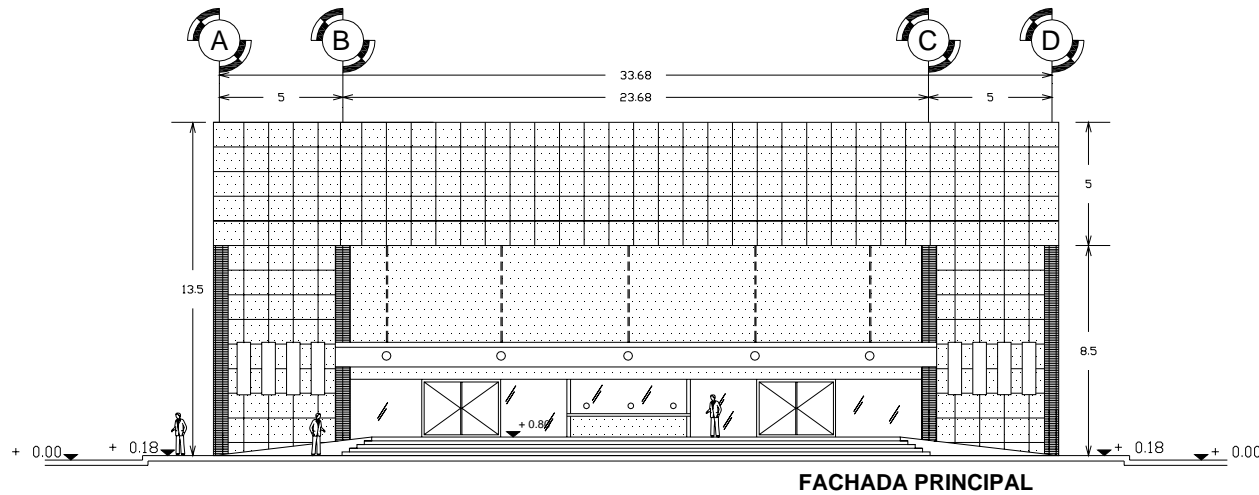 A B C D
33.68
5 23.68 5
5
13.5
8.5
+ 0.80
+ 0.00 + 0.18 + 0.18 + 0.00
FACHADA PRINCIPAL